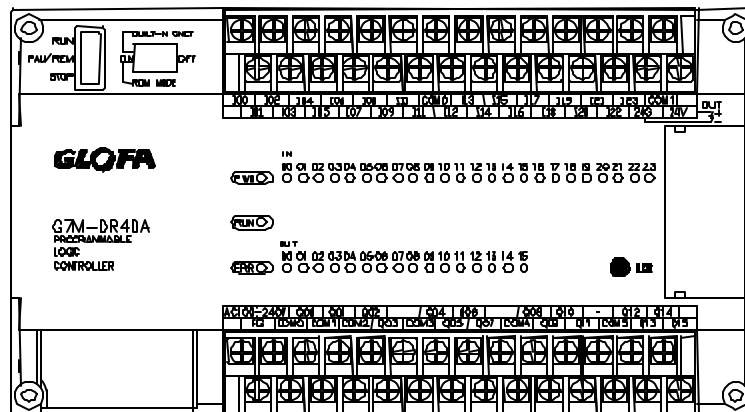 RUN
PAU/REM
STOP
BUILT-IN CNET
ROM MODE
I00 I02 I04 I06 I08 I10 COM0 I13 I15 I17 I19 I21 I23 COM1
I01 I03 I05 I07 I09 I11 I12 I14 I16 I18 I20 I22 24G 24V
OUT
GLOFA
IN
PWR 00 01 02 03 04 05 06 07 08 09 10 11 12 13 14 15 16 17 18 19 20 21 22 23
G7M-DR40A
PROGRAMMABLE
LOGIC
CONTROLLER
RUN
OUT
ERR 00 01 02 03 04 05 06 07 08 09 10 11 12 13 14 15
AC100-240V Q00 Q01 Q02 Q04 Q06 Q08 Q10 - Q12 Q14
FG COM0 COM1 COM2 Q03 COM3 Q05 Q07 COM4 Q09 Q11 COM5 Q13 Q15